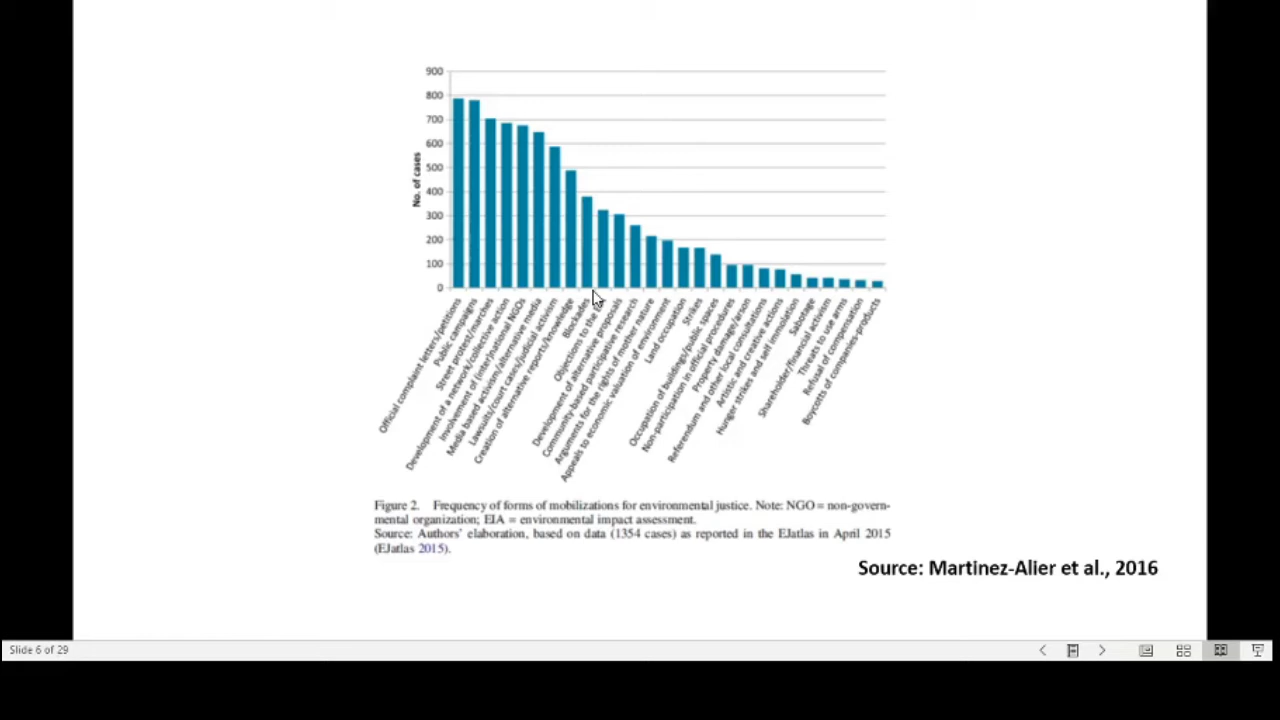 900
800
700
600
500
400
300
200
100
0
No. of cases
Official complaint letters/petitions
Public campaigns
Street protest/marches
Development of a network/collective action
Involvement of (inter)national NGOs
Media based activism/alternative media
Lawsuits/court cases/judicial activism
Creation of alternative reports/knowledge
Blockades
Objections to the
Development of alternative proposals
Community-based participative research
Arguments for the rights of mother nature
Appeals to economic valuation of environment
Land occupation
Strikes
Occupation of buildings/public spaces
Non-participation in official procedures
Property damage/arson
Referendum and other local consultations
Artistic and creative actions
Hunger strikes and self immolation
Sabotage
Shareholder/financial activism
Threats to use arms
Refusal of compensation
Boycotts of companies-products
Figure 2. Frequency of forms of mobilizations for environmental justice. Note: NGO = non-govern-
mental organization; EIA = environmental impact assessment.
Source: Authors' elaboration, based on data (1354 cases) as reported in the EJatlas in April 2015
(EJatlas 2015).
Source: Martinez-Alier et al., 2016
Slide 6 of 29